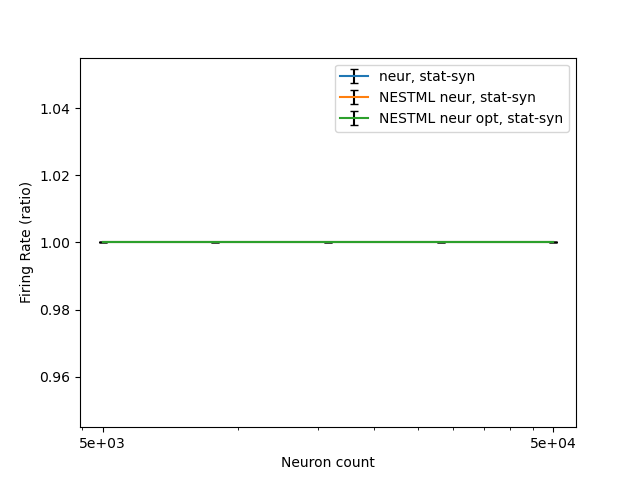 neur, stat-syn
NESTML neur, stat-syn
NESTML neur opt, stat-syn
1.04
1.02
1.00
0.98
0.96
Firing Rate (ratio)
5e+03
5e+04
Neuron count